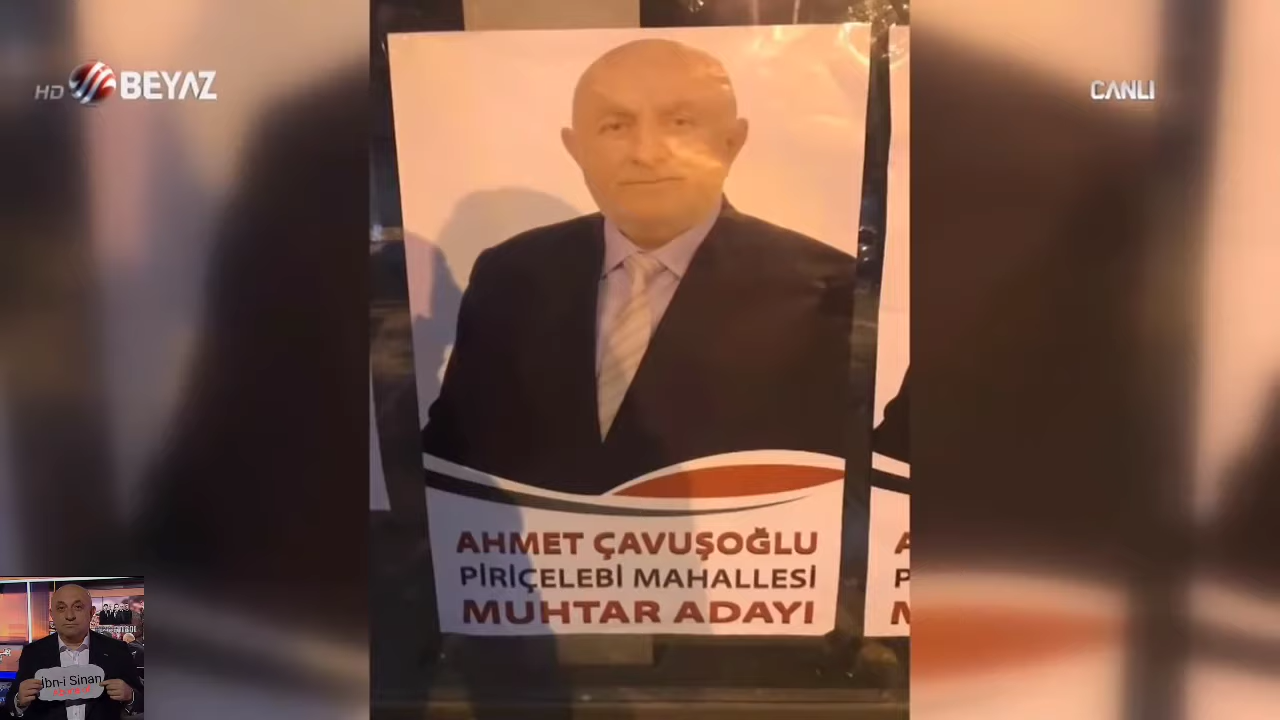 HD BEYAZ
CANLI
AHMET ÇAVUŞOĞLU
PİRİÇELEBİ MAHALLESİ
MUHTAR ADAYI
A
P
M
İbn-i Sinan